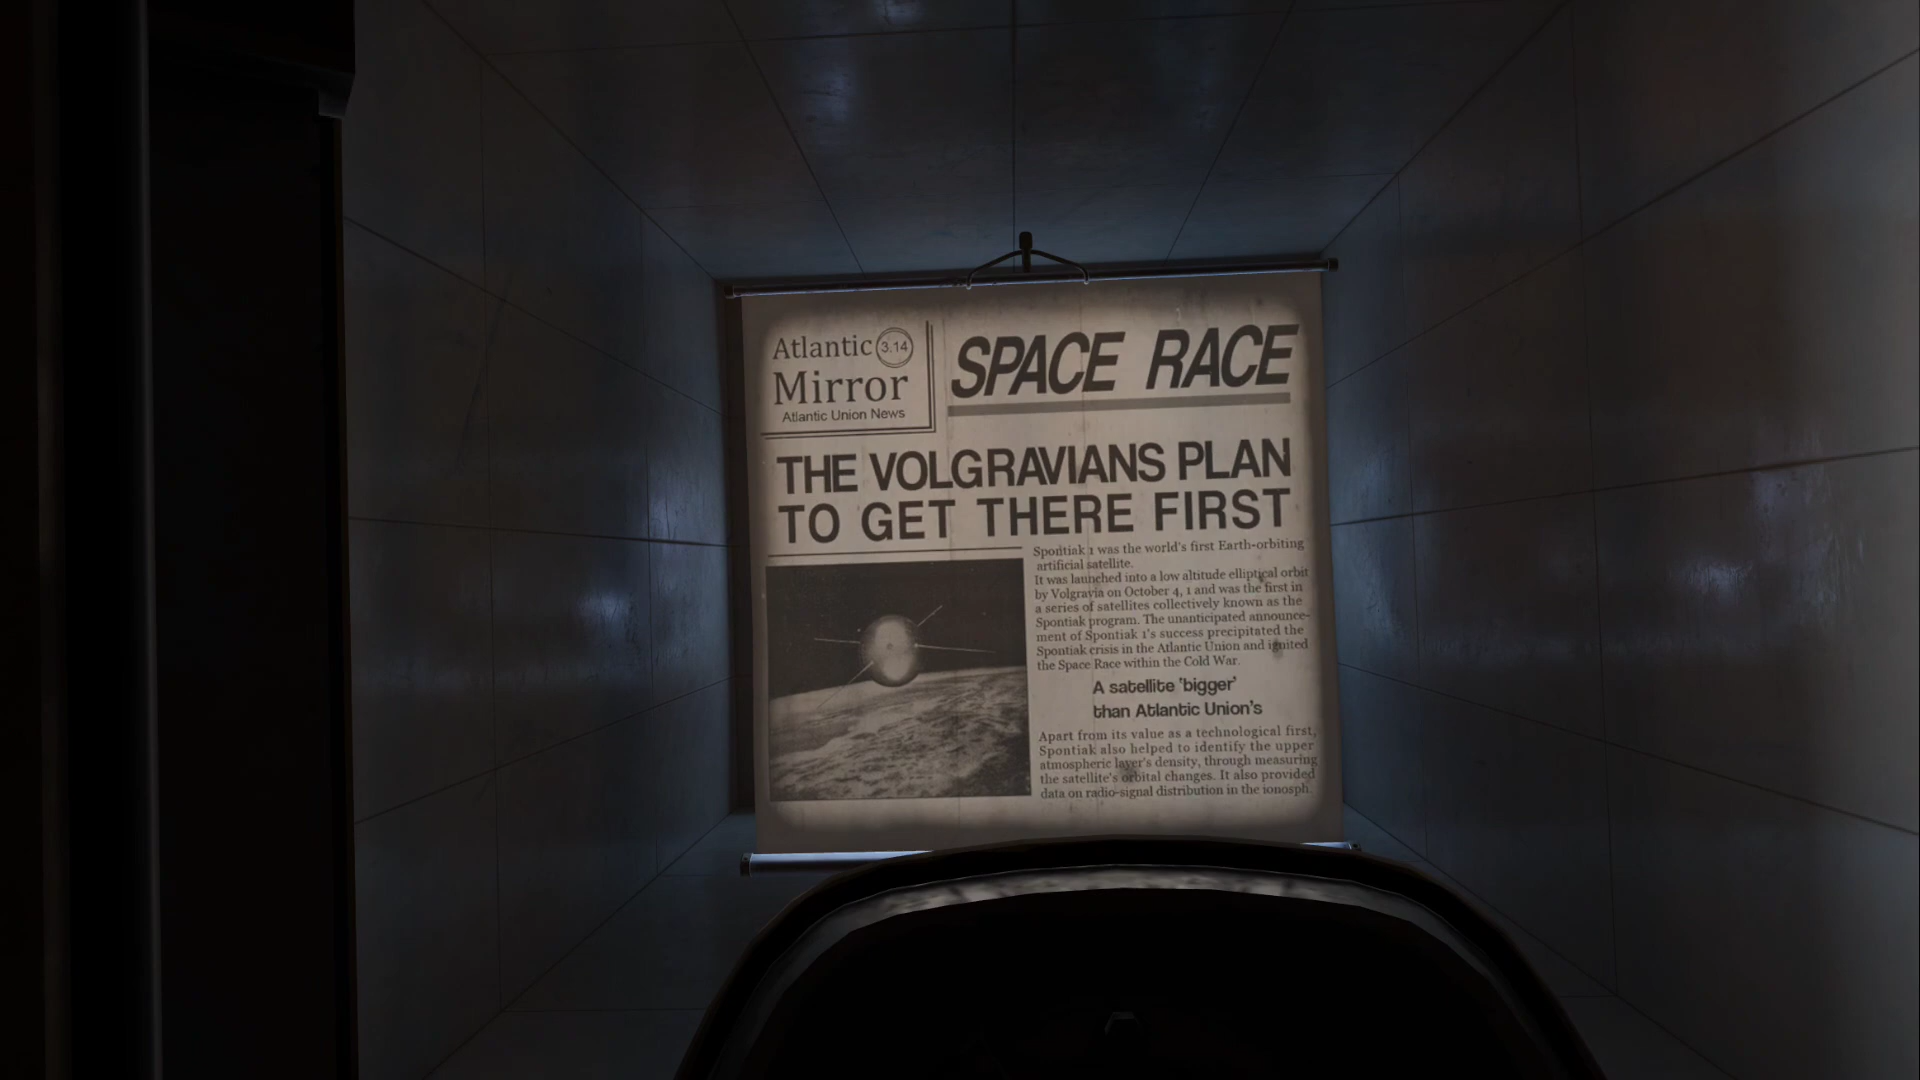 Atlantic 3.14
Mirror
Atlantic Union News
SPACE RACE
THE VOLGRAVIANS PLAN
TO GET THERE FIRST
Spontiak 1 was the world's first Earth-orbiting
artificial satellite.
It was launched into a low altitude elliptical orbit
by Volgravia on October 4, 1 and was the first in
a series of satellites collectively known as the
Spontiak program. The unanticipated announce-
ment of Spontiak 1's success precipitated the
Spontiak crisis in the Atlantic Union and ignited
the Space Race within the Cold War.
A satellite 'bigger'
than Atlantic Union's
Apart from its value as a technological first,
Spontiak also helped to identify the upper
atmospheric layer's density, through measuring
the satellite's orbital changes. It also provided
data on radio-signal distribution in the ionosph.